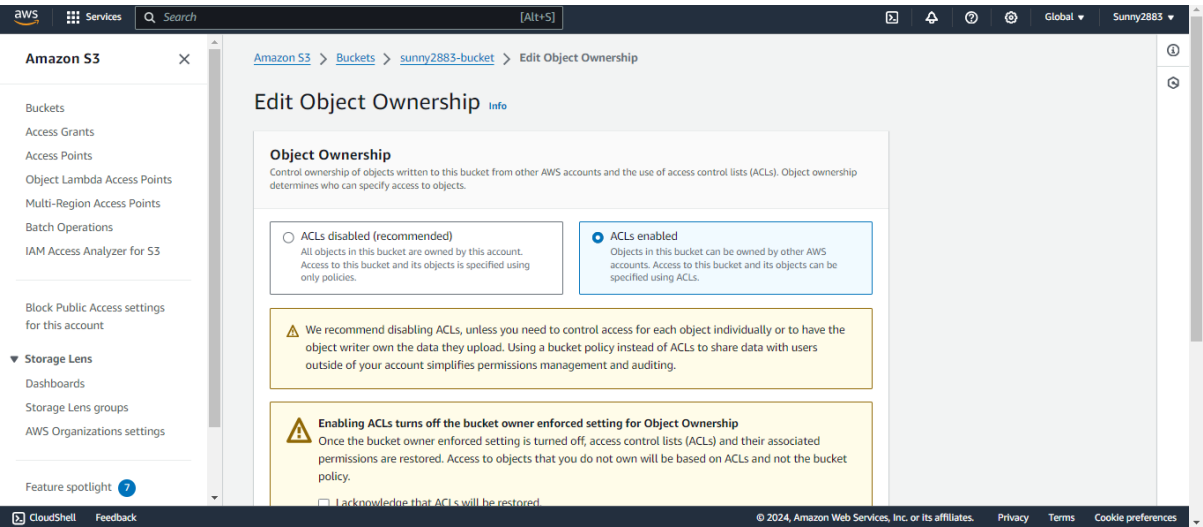 aws
Services
Search
[Alt+S]
Global
Sunny2883
Amazon S3
Buckets
Access Grants
Access Points
Object Lambda Access Points
Multi-Region Access Points
Batch Operations
IAM Access Analyzer for S3
Block Public Access settings
for this account
Storage Lens
Dashboards
Storage Lens groups
AWS Organizations settings
Feature spotlight 7
Amazon S3 > Buckets > sunny2883-bucket > Edit Object Ownership
Edit Object Ownership Info
Object Ownership
Control ownership of objects written to this bucket from other AWS accounts and the use of access control lists (ACLs). Object ownership
determines who can specify access to objects.
ACLs disabled (recommended)
All objects in this bucket are owned by this account.
Access to this bucket and its objects is specified using
only policies.
ACLs enabled
Objects in this bucket can be owned by other AWS
accounts. Access to this bucket and its objects can be
specified using ACLs.
We recommend disabling ACLs, unless you need to control access for each object individually or to have the
object writer own the data they upload. Using a bucket policy instead of ACLs to share data with users
outside of your account simplifies permissions management and auditing.
Enabling ACLs turns off the bucket owner enforced setting for Object Ownership
Once the bucket owner enforced setting is turned off, access control lists (ACLs) and their associated
permissions are restored. Access to objects that you do not own will be based on ACLs and not the bucket
policy.
I acknowledge that ACLs will be restored.
CloudShell
Feedback
© 2024, Amazon Web Services, Inc. or its affiliates.
Privacy
Terms
Cookie preferences